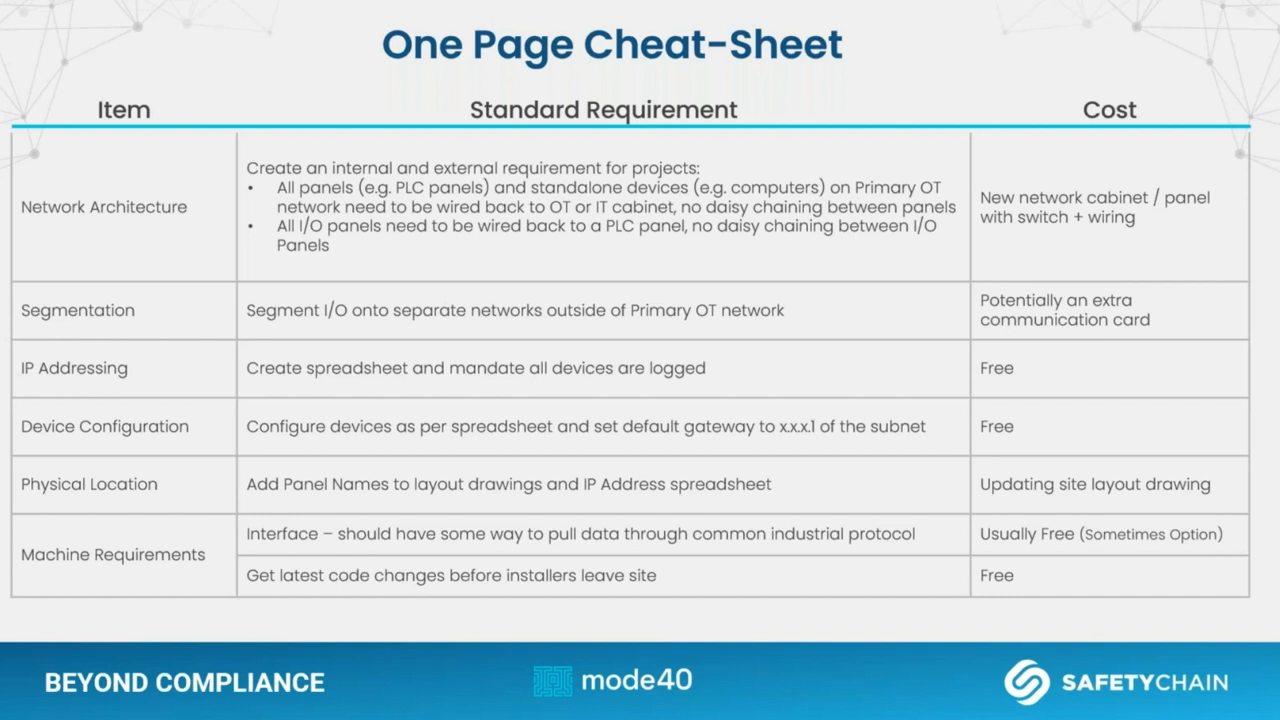 One Page Cheat-Sheet
Item
Standard Requirement
Cost
Network Architecture
Create an internal and external requirement for projects:
• All panels (e.g. PLC panels) and standalone devices (e.g. computers) on Primary OT
network need to be wired back to OT or IT cabinet, no daisy chaining between panels
• All I/O panels need to be wired back to a PLC panel, no daisy chaining between I/O
Panels
New network cabinet / panel
with switch + wiring
Segmentation
Segment I/O onto separate networks outside of Primary OT network
Potentially an extra
communication card
IP Addressing
Create spreadsheet and mandate all devices are logged
Free
Device Configuration
Configure devices as per spreadsheet and set default gateway to x.x.x.1 of the subnet
Free
Physical Location
Add Panel Names to layout drawings and IP Address spreadsheet
Updating site layout drawing
Machine Requirements
Interface – should have some way to pull data through common industrial protocol
Usually Free (Sometimes Option)
Get latest code changes before installers leave site
Free
BEYOND COMPLIANCE
mode40
SAFETYCHAIN